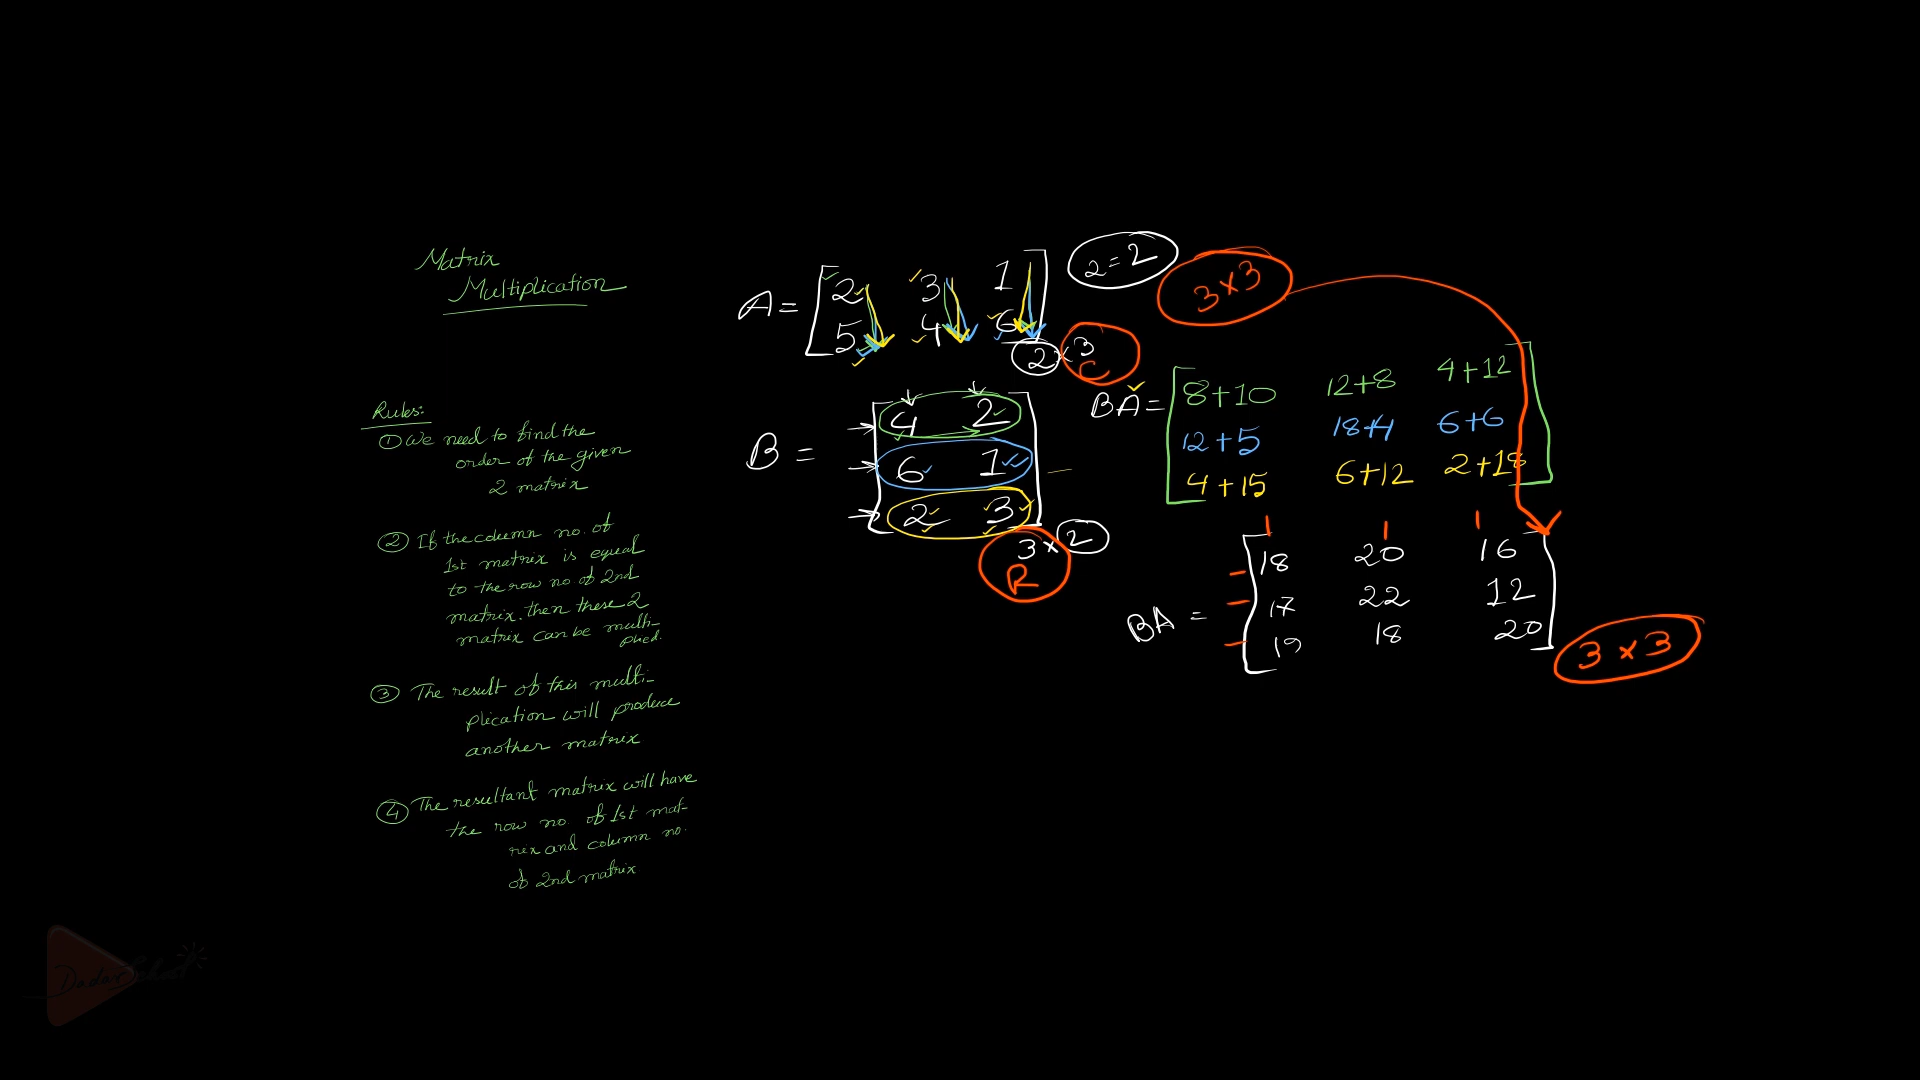 Matrix
Multiplication
Rules:
① We need to find the
order of the given
2 matrix
② If the column no. of
1st matrix is equal
to the row no. of 2nd
matrix. then these 2
matrix can be multi-
plied.
③ The result of this multi-
plication will produce
another matrix
④ The resultant matrix will have
the row no. of 1st mat-
rix and column no.
of 2nd matrix
A = [2 3 1
5 4 6]
2 × 3
C
2 = 2
3 × 3
B = [4 2
6 1
2 3]
3 × 2
R
BA = [8+10 12+8 4+12
12+5 18+4 6+6
4+15 6+12 2+18]
BA = [18 20 16
17 22 12
19 18 20]
3 × 3